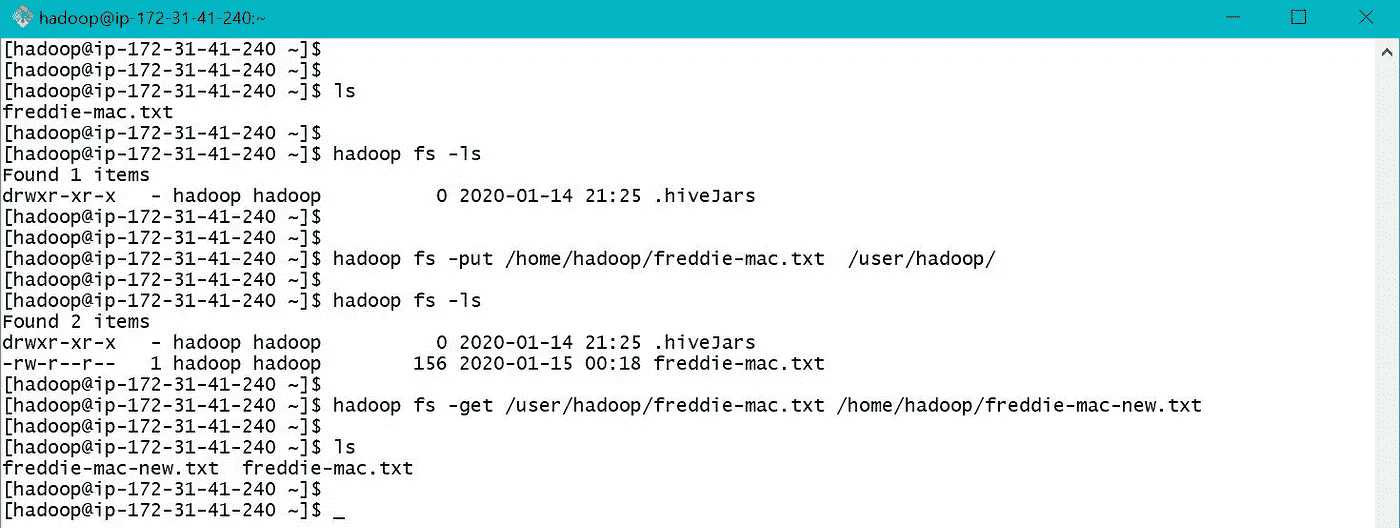 hadoop@ip-172-31-41-240:~
[hadoop@ip-172-31-41-240 ~]$
[hadoop@ip-172-31-41-240 ~]$
[hadoop@ip-172-31-41-240 ~]$ ls
freddie-mac.txt
[hadoop@ip-172-31-41-240 ~]$
[hadoop@ip-172-31-41-240 ~]$ hadoop fs -ls
Found 1 items
drwxr-xr-x   - hadoop hadoop          0 2020-01-14 21:25 .hiveJars
[hadoop@ip-172-31-41-240 ~]$
[hadoop@ip-172-31-41-240 ~]$
[hadoop@ip-172-31-41-240 ~]$ hadoop fs -put /home/hadoop/freddie-mac.txt  /user/hadoop/
[hadoop@ip-172-31-41-240 ~]$
[hadoop@ip-172-31-41-240 ~]$ hadoop fs -ls
Found 2 items
drwxr-xr-x   - hadoop hadoop          0 2020-01-14 21:25 .hiveJars
-rw-r--r--   1 hadoop hadoop        156 2020-01-15 00:18 freddie-mac.txt
[hadoop@ip-172-31-41-240 ~]$
[hadoop@ip-172-31-41-240 ~]$ hadoop fs -get /user/hadoop/freddie-mac.txt /home/hadoop/freddie-mac-new.txt
[hadoop@ip-172-31-41-240 ~]$
[hadoop@ip-172-31-41-240 ~]$ ls
freddie-mac-new.txt  freddie-mac.txt
[hadoop@ip-172-31-41-240 ~]$
[hadoop@ip-172-31-41-240 ~]$ _